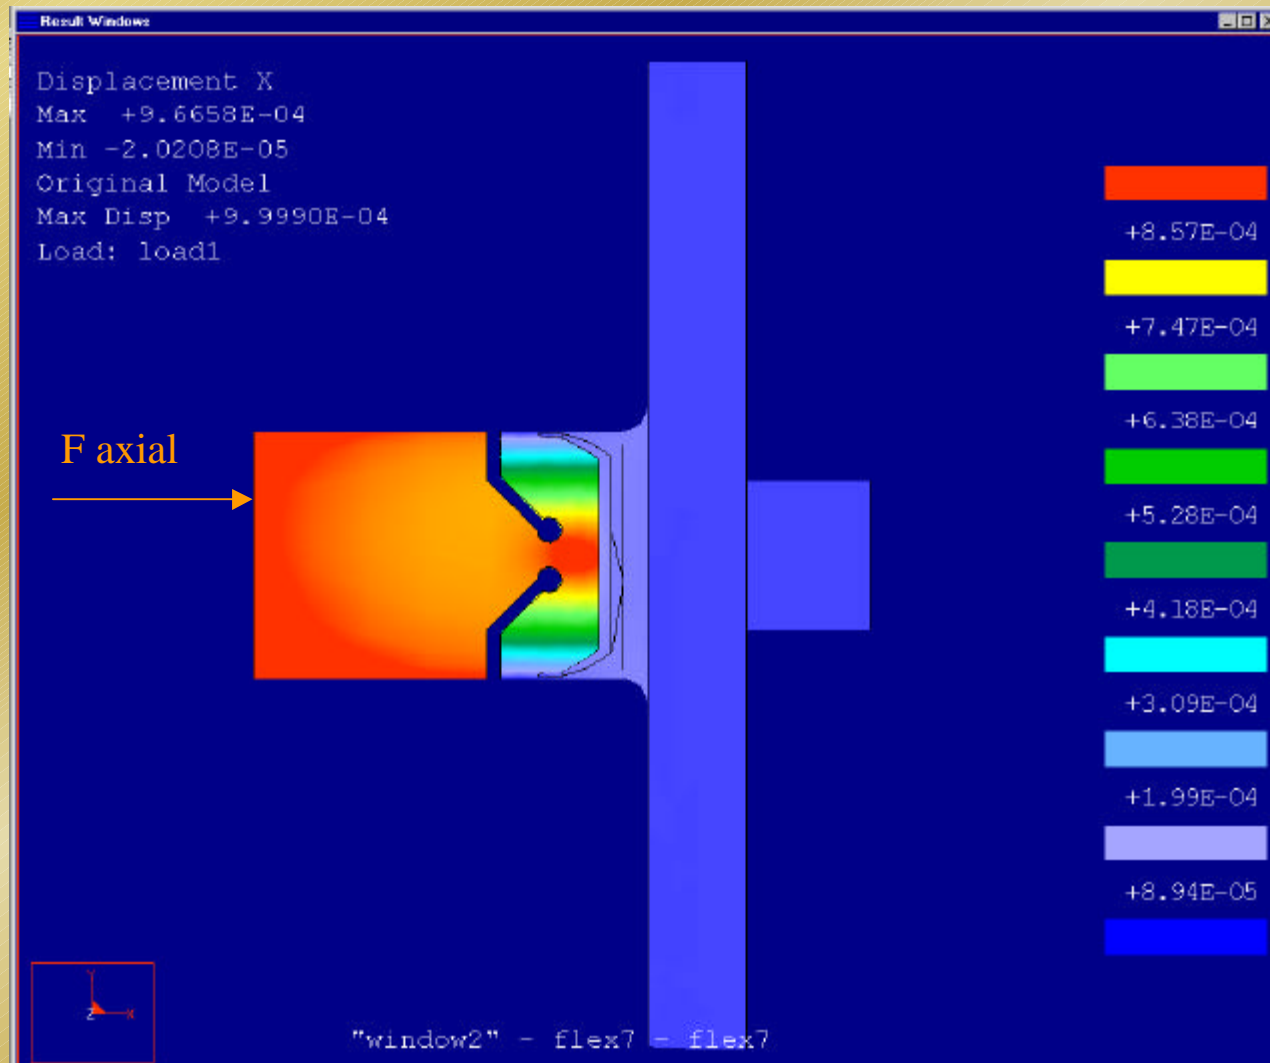 Result Windows
Displacement X
Max +9.6658E-04
Min -2.0208E-05
Original Model
Max Disp +9.9990E-04
Load: load1
+8.57E-04
+7.47E-04
+6.38E-04
+5.28E-04
+4.18E-04
+3.09E-04
+1.99E-04
+8.94E-05
F axial
Y
Z
X
"window2" - flex7 - flex7